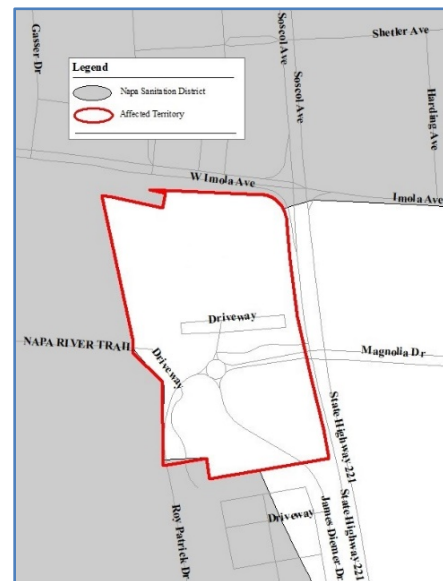 Gasser Dr
Soscol Ave
Shetler Ave
Legend
Napa Sanitation District
Affected Territory
Soscol Ave
Harding Ave
W Imola Ave
Imola Ave
Driveway
NAPA RIVER TRAIL
Driveway
Magnolia Dr
State Highway 221
Roy Patrick Dr
Driveway
James Diemer Dr
State Highway 221